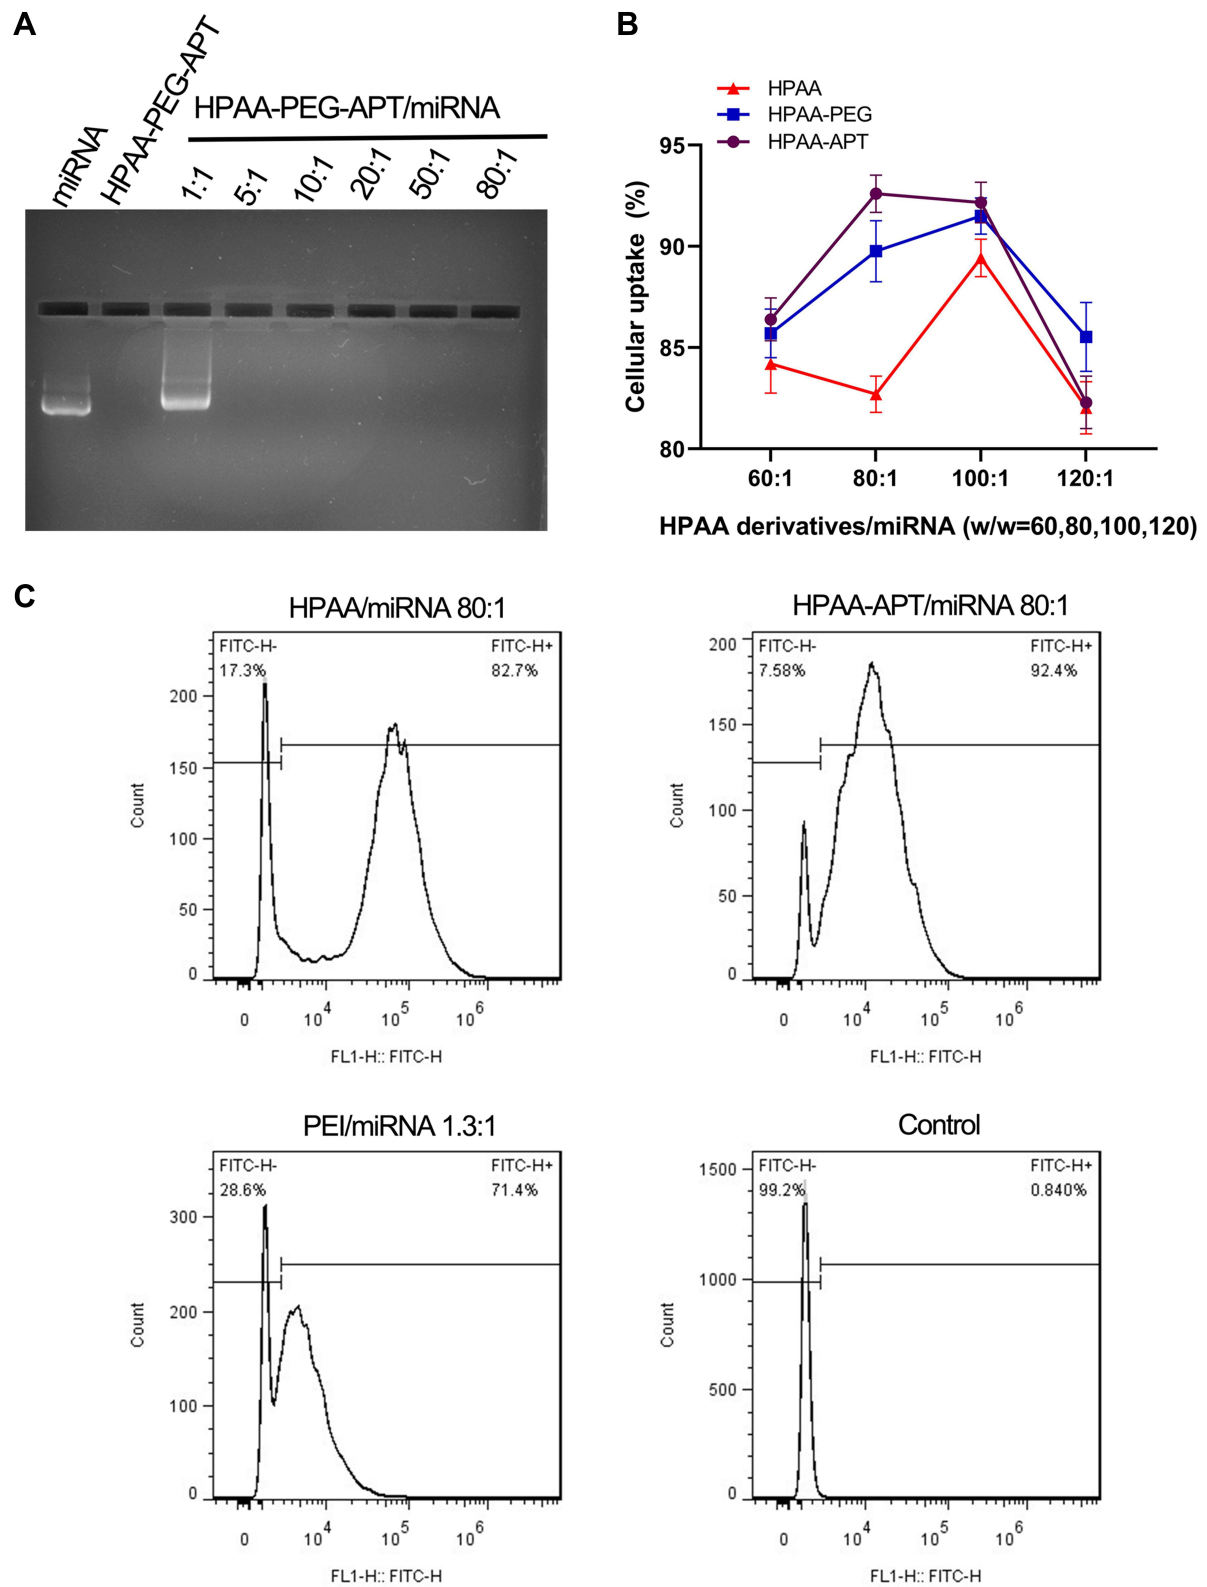 A
miRNA
HPAA-PEG-APT
HPAA-PEG-APT/miRNA
1:1 5:1 10:1 20:1 50:1 80:1
B
HPAA
HPAA-PEG
HPAA-APT
Cellular uptake (%)
95
90
85
80
60:1 80:1 100:1 120:1
HPAA derivatives/miRNA (w/w=60,80,100,120)
C
HPAA/miRNA 80:1
FITC-H- FITC-H+
17.3% 82.7%
Count
200
150
100
50
0
0 10^4 10^5 10^6
FL1-H:: FITC-H
HPAA-APT/miRNA 80:1
FITC-H- FITC-H+
7.58% 92.4%
Count
200
150
100
50
0
0 10^4 10^5 10^6
FL1-H:: FITC-H
PEI/miRNA 1.3:1
FITC-H- FITC-H+
28.6% 71.4%
Count
300
200
100
0
0 10^4 10^5 10^6
FL1-H:: FITC-H
Control
FITC-H- FITC-H+
99.2% 0.840%
Count
1500
1000
500
0
0 10^4 10^5 10^6
FL1-H:: FITC-H